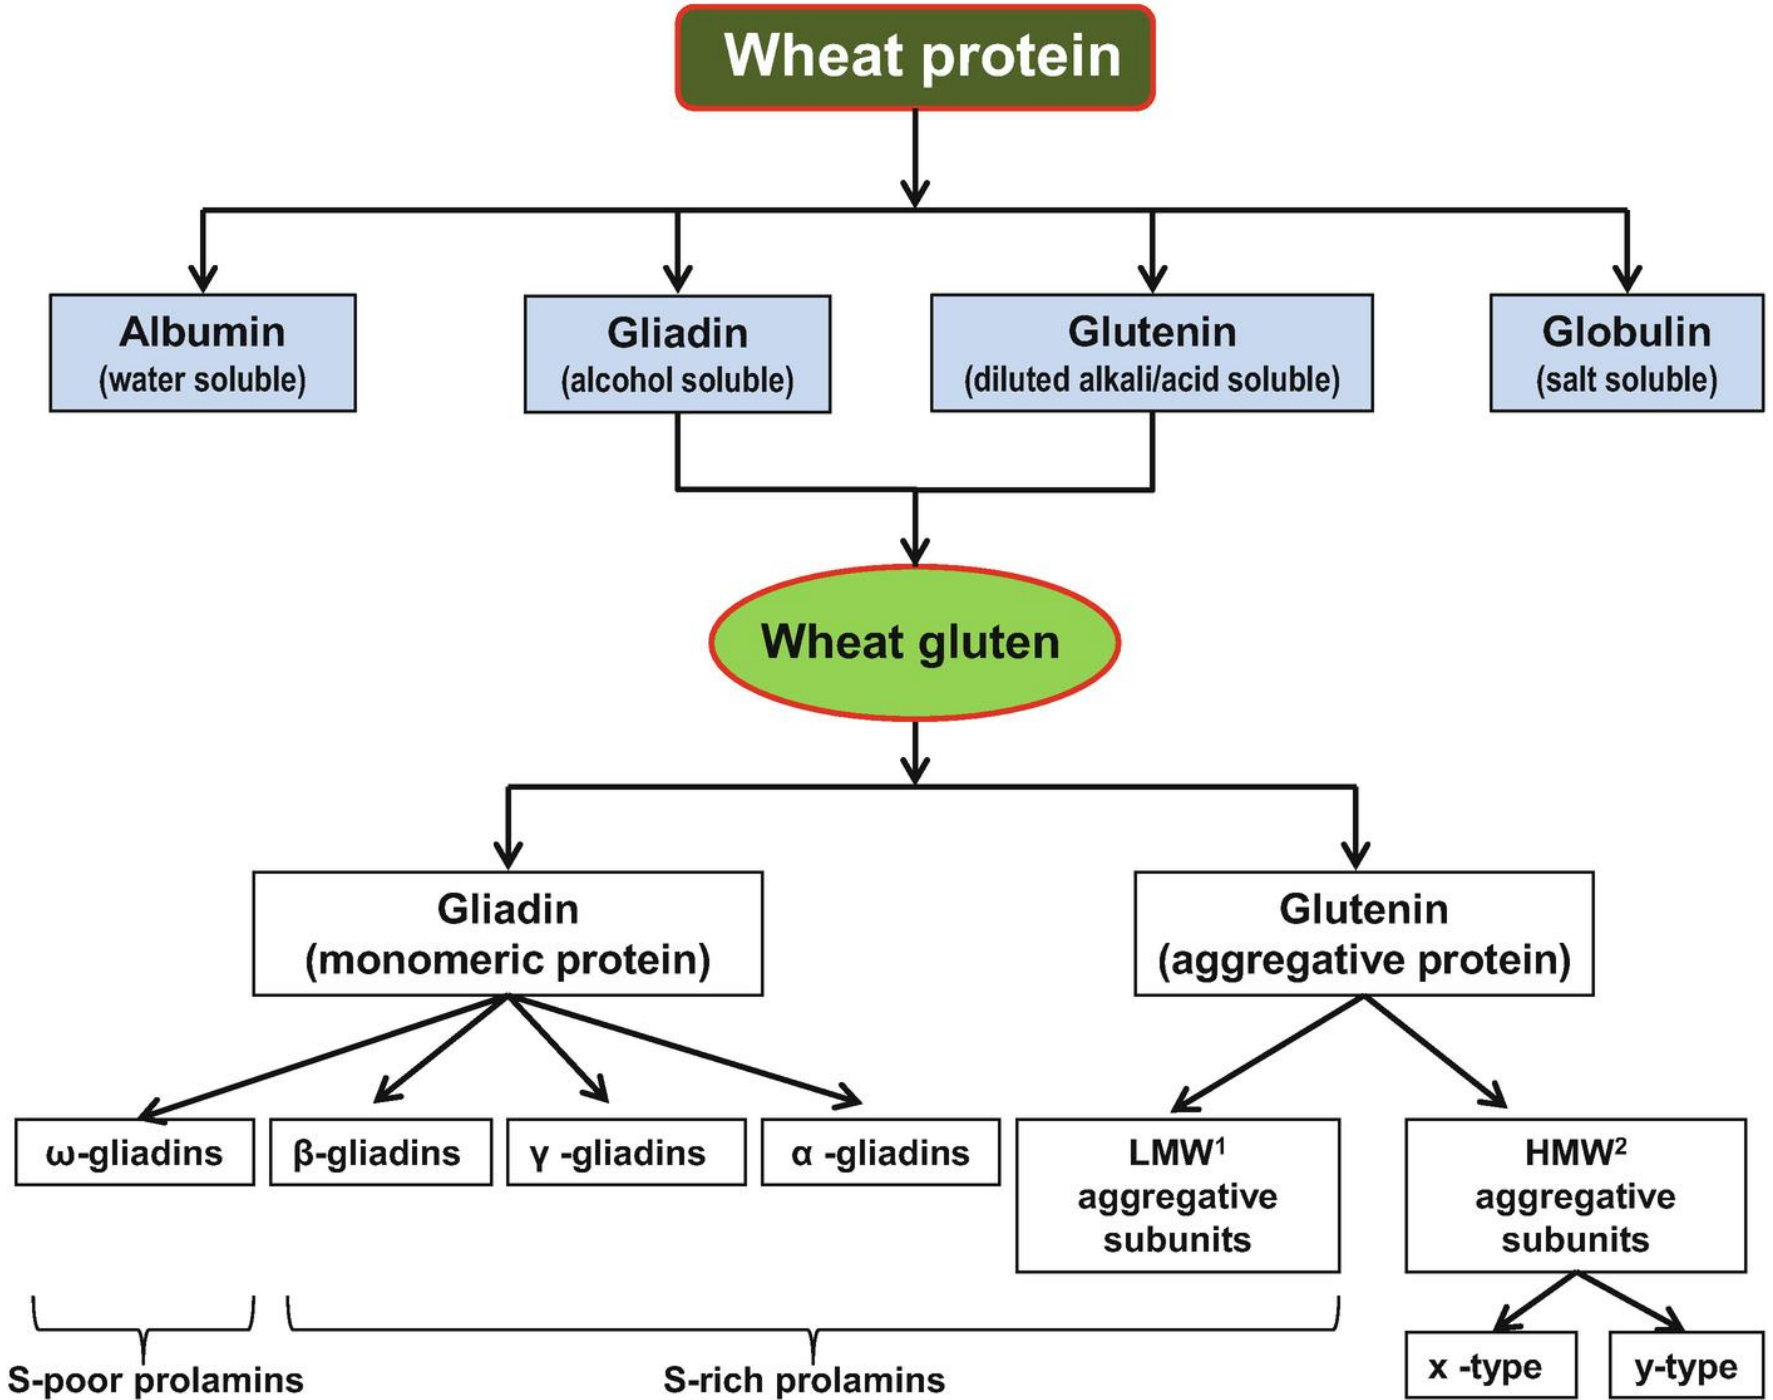 Wheat protein
Albumin
(water soluble)
Gliadin
(alcohol soluble)
Glutenin
(diluted alkali/acid soluble)
Globulin
(salt soluble)
Wheat gluten
Gliadin
(monomeric protein)
Glutenin
(aggregative protein)
ω-gliadins
β-gliadins
γ -gliadins
α -gliadins
LMW¹
aggregative
subunits
HMW²
aggregative
subunits
x -type
y-type
S-poor prolamins
S-rich prolamins